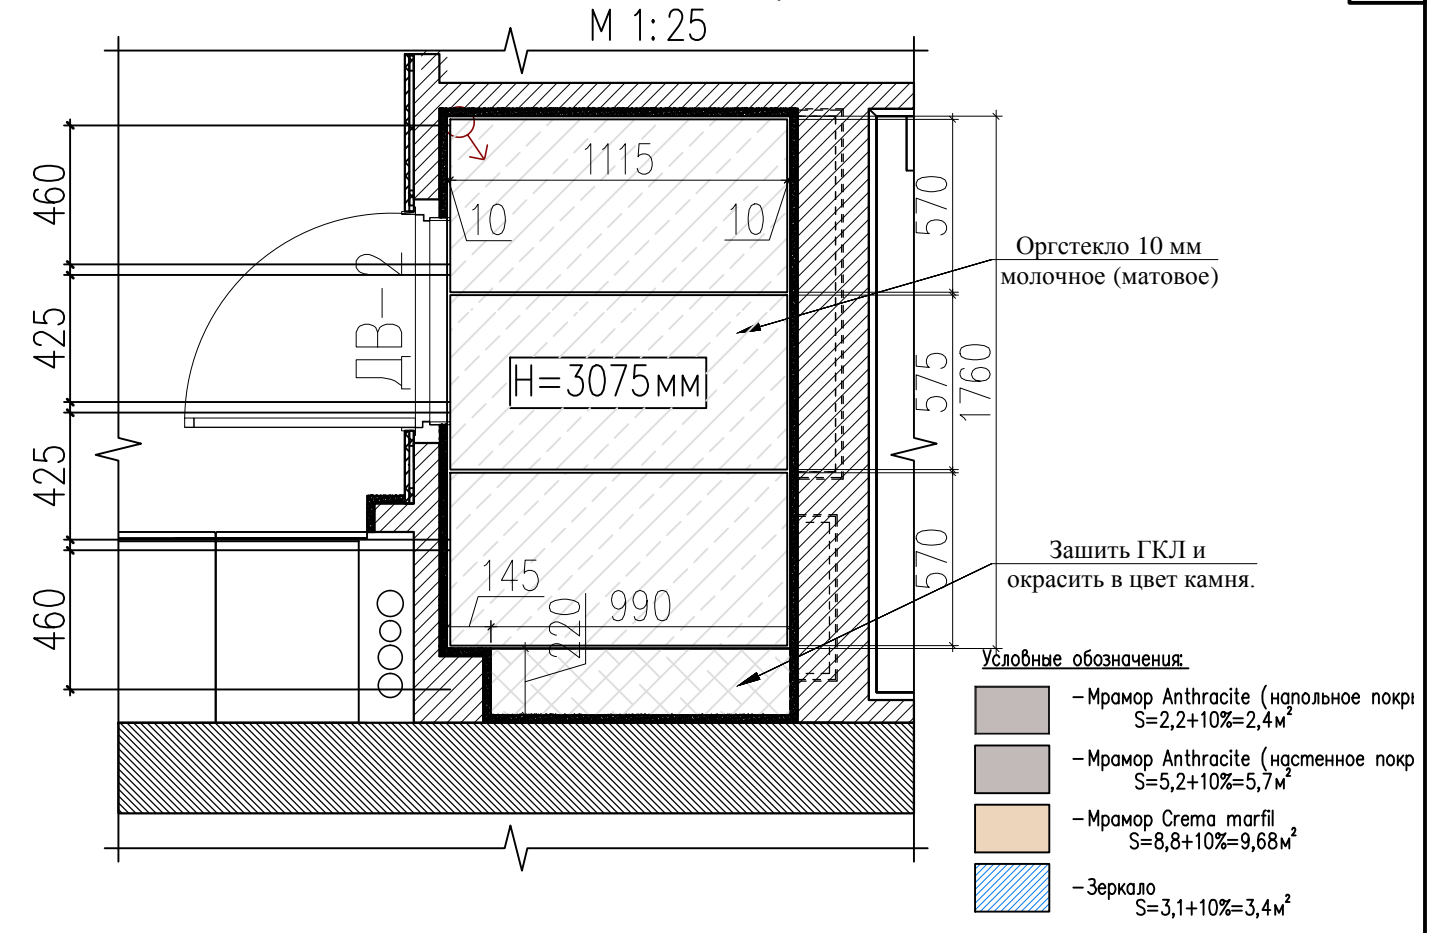 М 1:25
460
425
425
460
ДВ-2
1115
10
10
Н=3075мм
145
220
990
570
575
570
1760
Оргстекло 10 мм
молочное (матовое)
Зашить ГКЛ и
окрасить в цвет камня.
Условные обозначения:
-Мрамор Anthracite (напольное покры
S=2,2+10%=2,4м²
-Мрамор Anthracite (настенное покр
S=5,2+10%=5,7м²
-Мрамор Crema marfil
S=8,8+10%=9,68м²
-Зеркало
S=3,1+10%=3,4м²